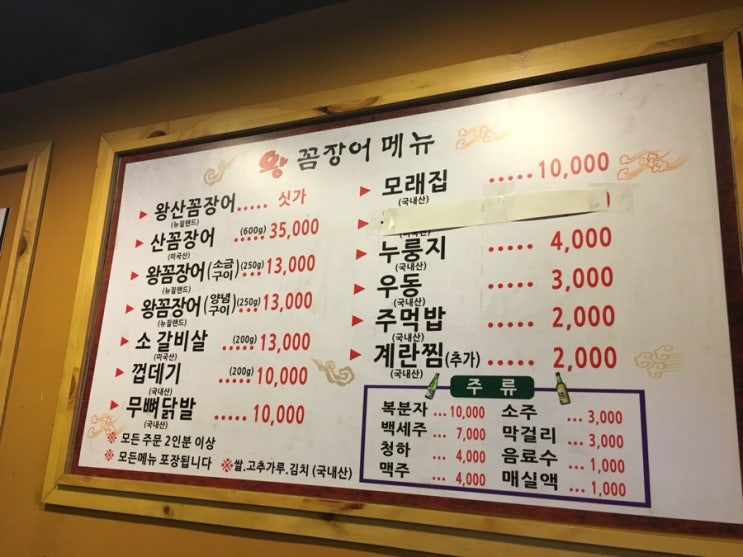 왕 꼼장어 메뉴
▶ 왕산꼼장어 ..... 싯가
(뉴질랜드)
▶ 산꼼장어 (600g) ..... 35,000
(미국산)
▶ 왕꼼장어 (소금구이) (250g) ..... 13,000
(뉴질랜드)
▶ 왕꼼장어 (양념구이) (250g) ..... 13,000
(뉴질랜드)
▶ 소 갈비살 (200g) ..... 13,000
(미국산)
▶ 껍데기 (200g) ..... 10,000
(국내산)
▶ 무뼈닭발 ..... 10,000
(국내산)
※ 모든 주문 2인분 이상
※ 모든메뉴 포장됩니다 ※쌀,고추가루,김치 (국내산)
▶ 모래집 ..... 10,000
(국내산)
(국내산)
▶ 누룽지 ..... 4,000
(국내산)
▶ 우동 .... 3,000
(국내산)
▶ 주먹밥 .... 2,000
(국내산)
▶ 계란찜(추가) .... 2,000
(국내산)
주 류
복분자 ... 10,000
백세주 ... 7,000
청하 ... 4,000
맥주 ... 4,000
소주 ... 3,000
막걸리 ... 3,000
음료수 ... 1,000
매실액 ... 1,000